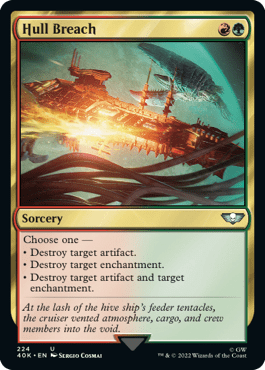 Hull Breach
Sorcery
Choose one —
• Destroy target artifact.
• Destroy target enchantment.
• Destroy target artifact and target
enchantment.
At the lash of the hive ship's feeder tentacles,
the cruiser vented atmosphere, cargo, and crew
members into the void.
224 U
40K • EN SERGIO COSMAI
© GW
™ & © 2022 Wizards of the Coast